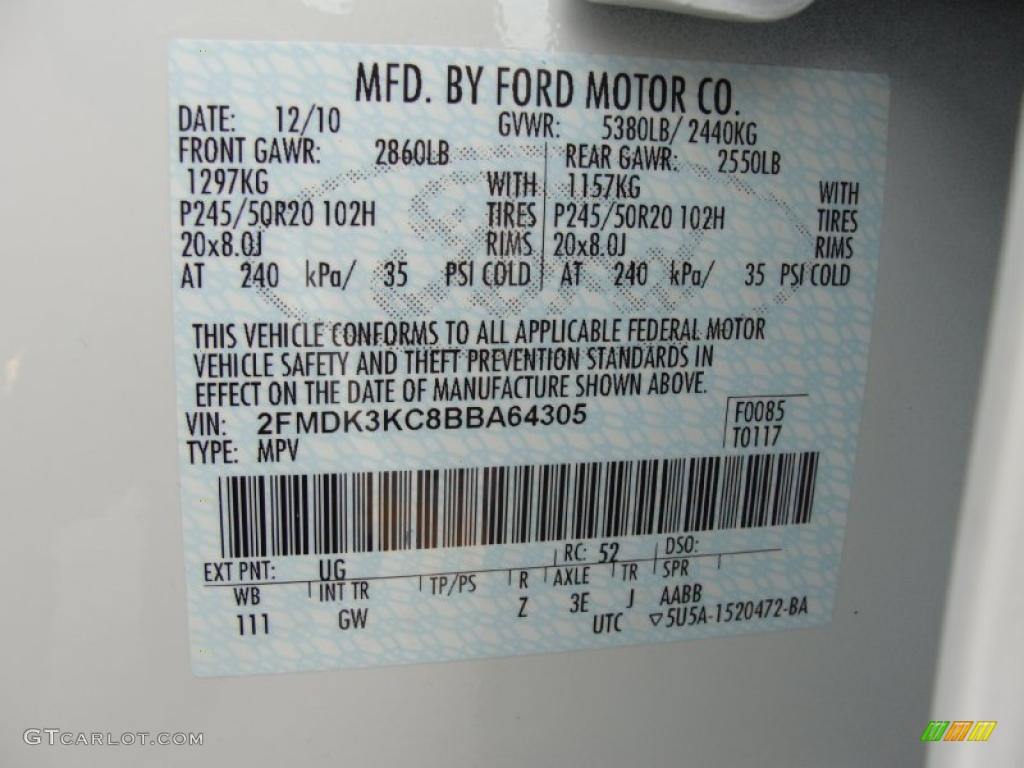 MFD. BY FORD MOTOR CO.
DATE: 12/10 GVWR: 5380LB/ 2440KG
FRONT GAWR: 2860LB REAR GAWR: 2550LB
1297KG WITH 1157KG WITH
P245/50R20 102H TIRES P245/50R20 102H TIRES
20x8.0J RIMS 20x8.0J RIMS
AT 240 kPa/ 35 PSI COLD AT 240 kPa/ 35 PSI COLD
THIS VEHICLE CONFORMS TO ALL APPLICABLE FEDERAL MOTOR
VEHICLE SAFETY AND THEFT PREVENTION STANDARDS IN
EFFECT ON THE DATE OF MANUFACTURE SHOWN ABOVE.
VIN: 2FMDK3KC8BBA64305 F0085
TYPE: MPV T0117
EXT PNT: UG RC: 52 DSO:
WB INT TR TP/PS R AXLE TR SPR
111 GW Z 3E J AABB
UTC ▽5U5A-1520472-BA
GTCARLOT.COM